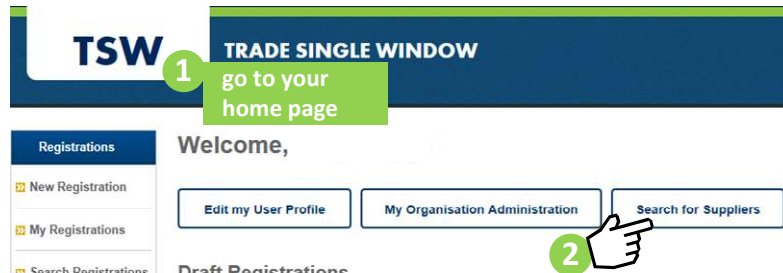 TSW
TRADE SINGLE WINDOW
1
go to your
home page
Registrations
Welcome,
New Registration
Edit my User Profile
My Organisation Administration
Search for Suppliers
My Registrations
2
Search Registrations
Draft Registrations